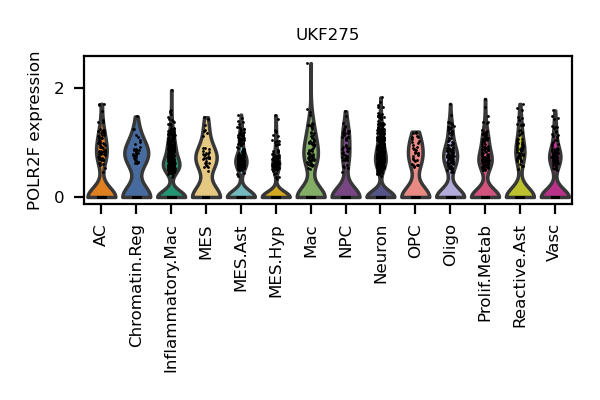 UKF275
POLR2F expression
2
0
AC
Chromatin.Reg
Inflammatory.Mac
MES
MES.Ast
MES.Hyp
Mac
NPC
Neuron
OPC
Oligo
Prolif.Metab
Reactive.Ast
Vasc